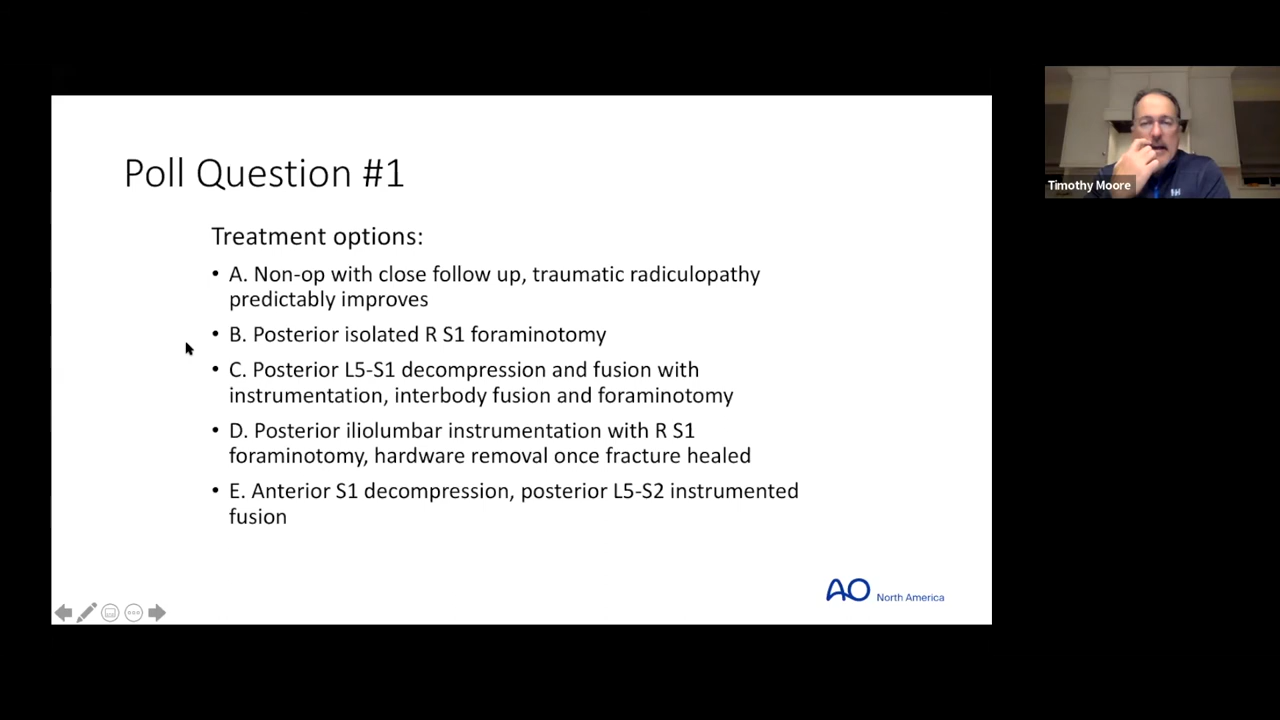 Poll Question #1
Treatment options:
• A. Non-op with close follow up, traumatic radiculopathy
predictably improves
• B. Posterior isolated R S1 foraminotomy
• C. Posterior L5-S1 decompression and fusion with
instrumentation, interbody fusion and foraminotomy
• D. Posterior iliolumbar instrumentation with R S1
foraminotomy, hardware removal once fracture healed
• E. Anterior S1 decompression, posterior L5-S2 instrumented
fusion
AO North America
Timothy Moore